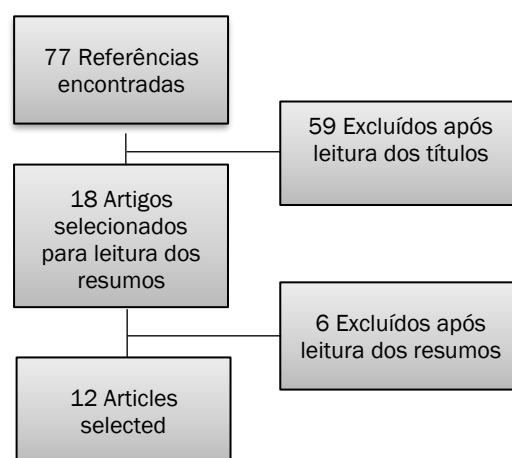 77 Referências
encontradas
59 Excluídos após
leitura dos títulos
18 Artigos
selecionados
para leitura dos
resumos
6 Excluídos após
leitura dos resumos
12 Articles
selected